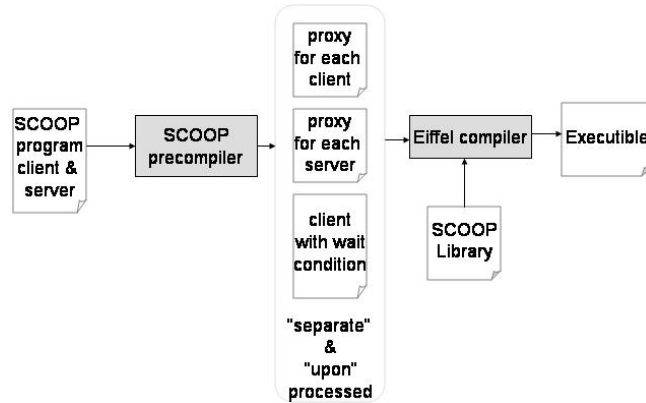 SCOOP
program
client &
server
SCOOP
precompiler
proxy
for each
client
proxy
for each
server
client
with wait
condition
"separate"
&
"upon"
processed
Eiffel compiler
SCOOP
Library
Executible